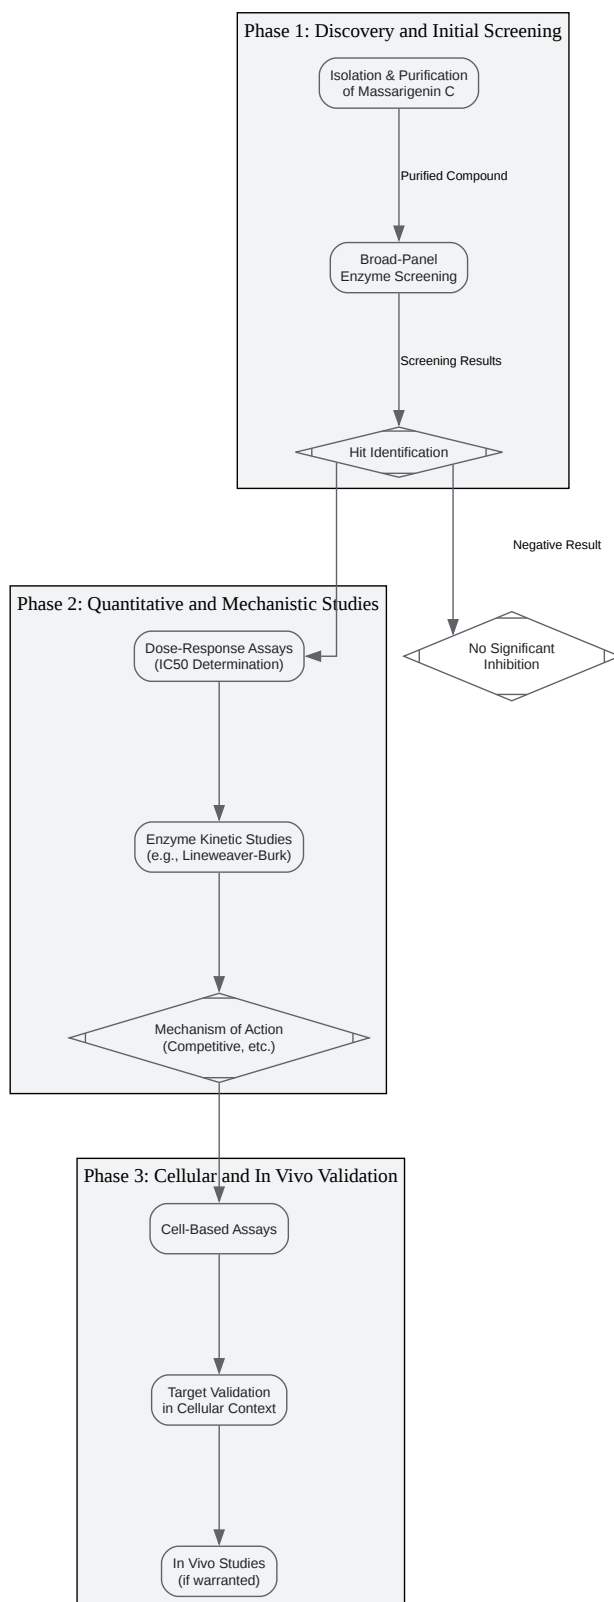 Phase 1: Discovery and Initial Screening
Isolation & Purification
of Massarigenin C
Purified Compound
Broad-Panel
Enzyme Screening
Screening Results
Hit Identification
Negative Result
Phase 2: Quantitative and Mechanistic Studies
Dose-Response Assays
(IC50 Determination)
No Significant
Inhibition
Enzyme Kinetic Studies
(e.g., Lineweaver-Burk)
Mechanism of Action
(Competitive, etc.)
Phase 3: Cellular and In Vivo Validation
Cell-Based Assays
Target Validation
in Cellular Context
In Vivo Studies
(if warranted)